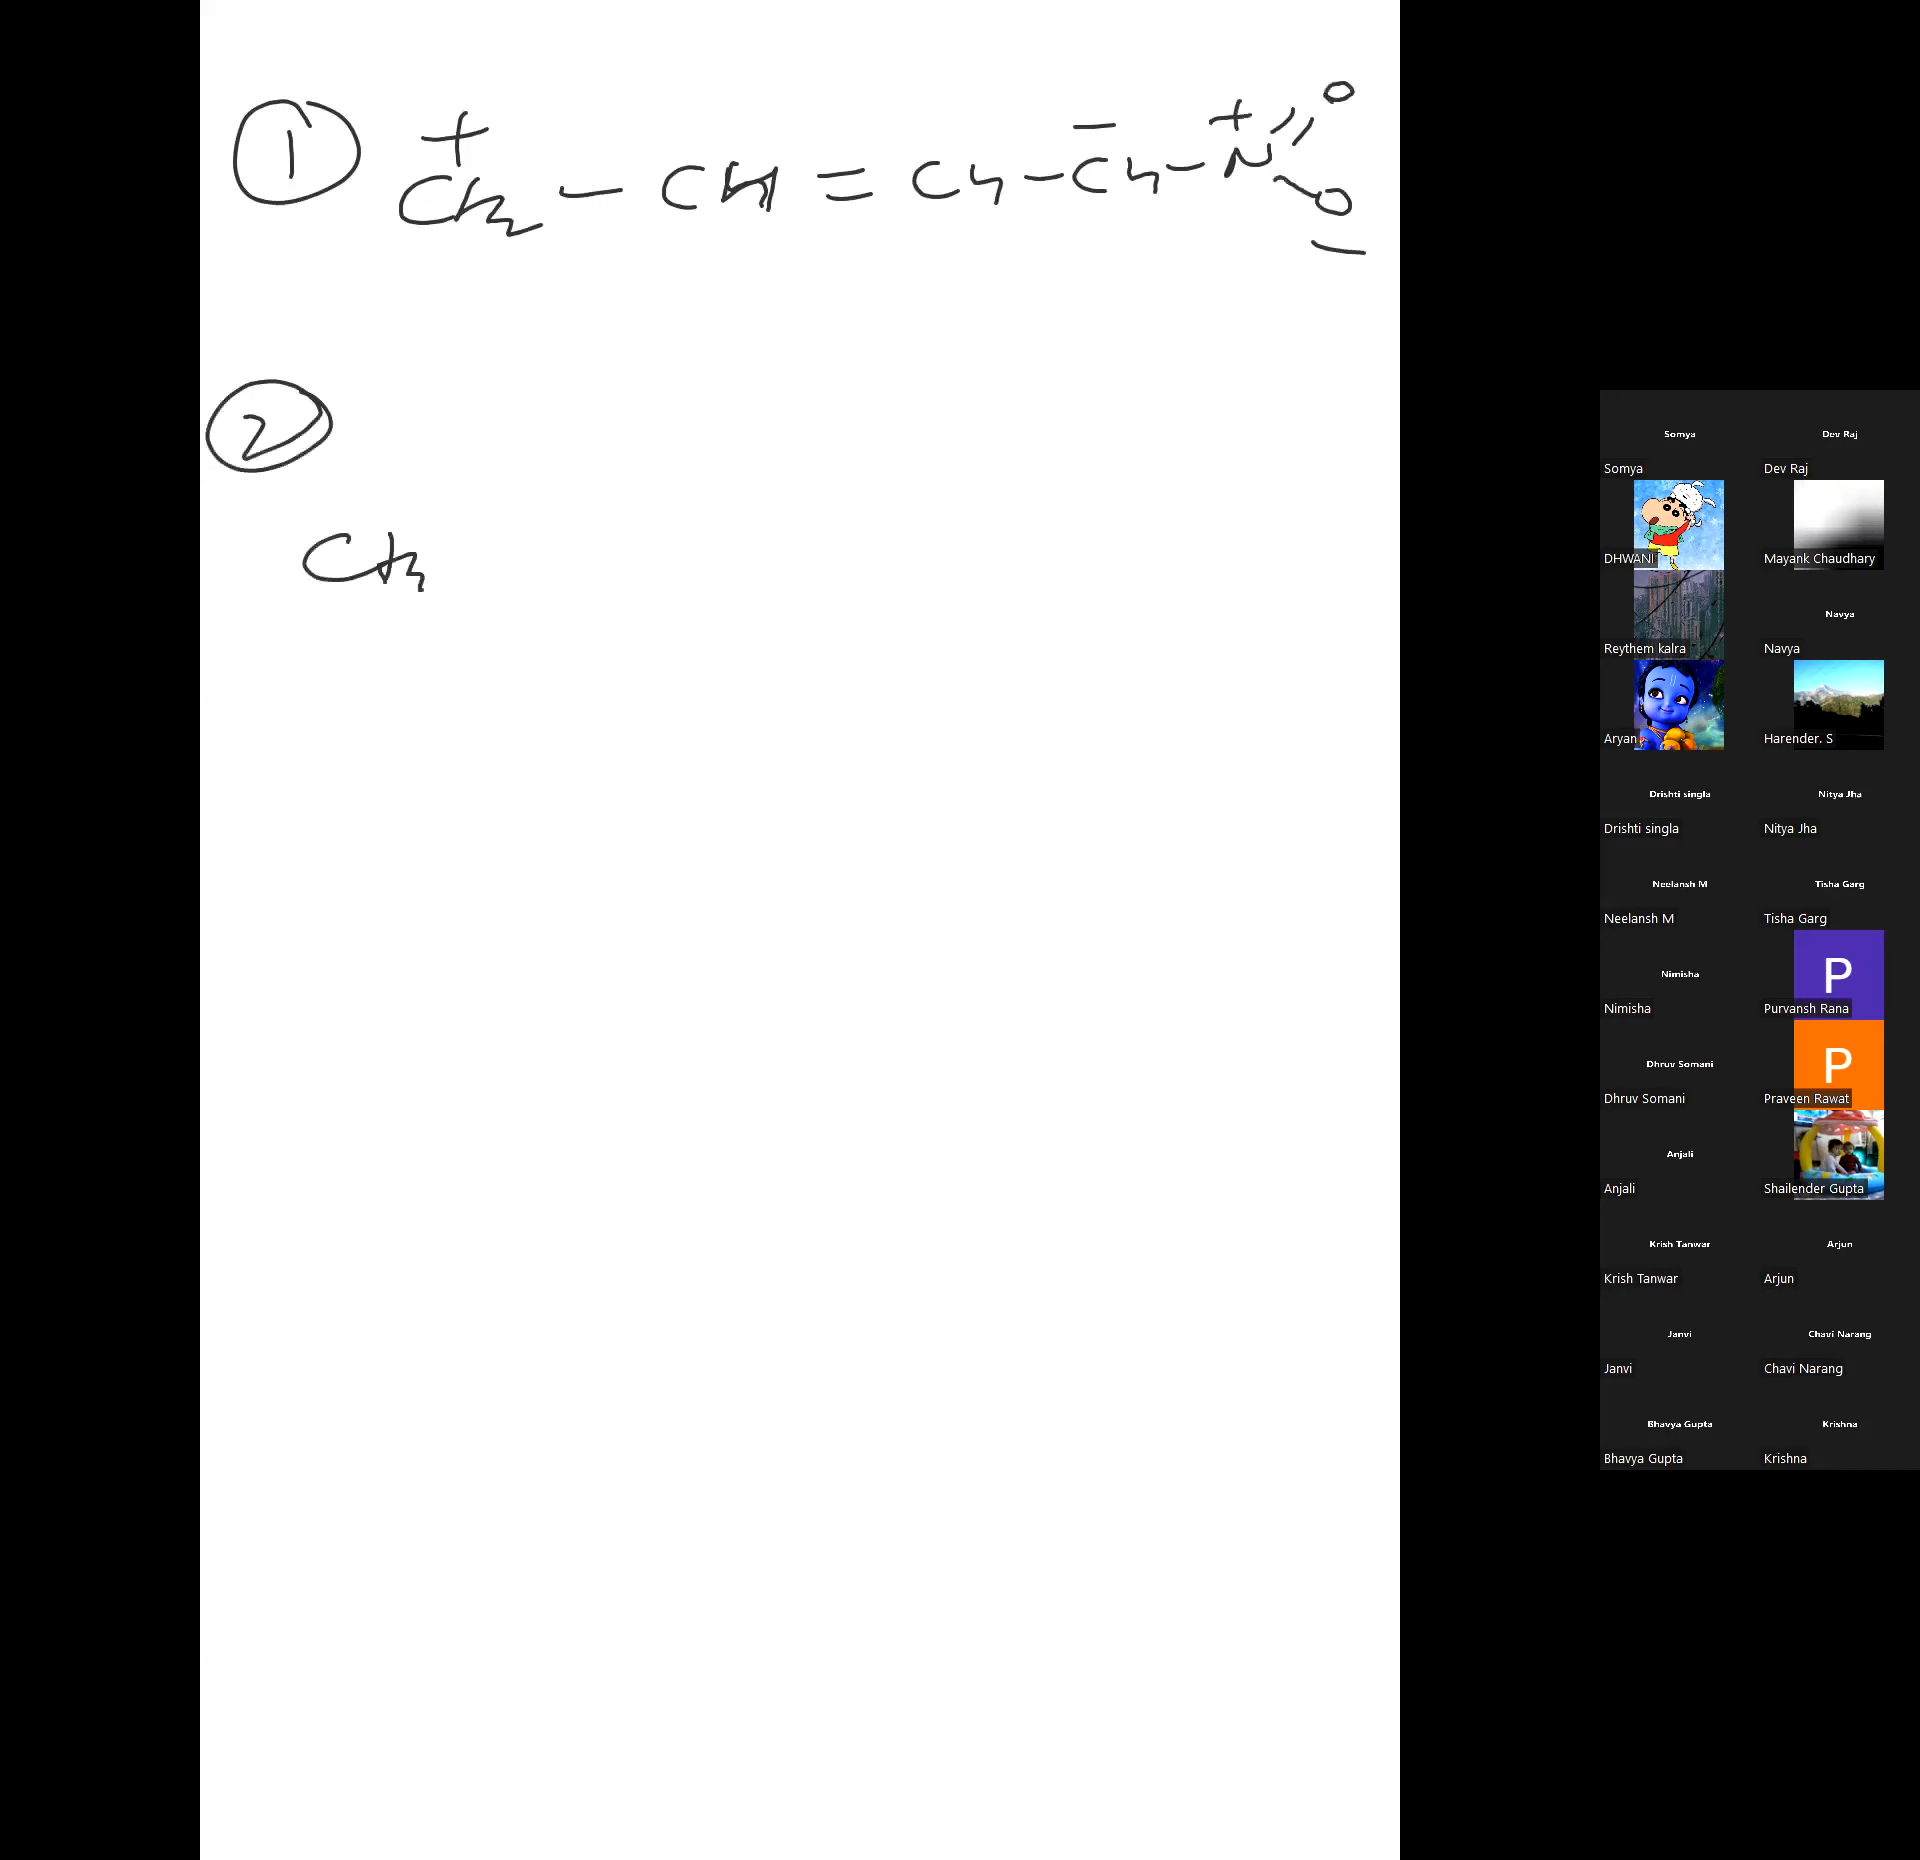 ① +CH2 — CH = CH – C̄H – N+ =O –O–
②
CH
Somya Dev Raj
Somya Dev Raj
DHWANI Mayank Chaudhary
Navya
Reythem kalra Navya
Aryan Harender. S
Drishti singla Nitya Jha
Drishti singla Nitya Jha
Neelansh M Tisha Garg
Neelansh M Tisha Garg
P
Nimisha
Nimisha Purvansh Rana
P
Dhruv Somani
Dhruv Somani Praveen Rawat
Anjali
Anjali Shailender Gupta
Krish Tanwar Arjun
Krish Tanwar Arjun
Janvi Chavi Narang
Janvi Chavi Narang
Bhavya Gupta Krishna
Bhavya Gupta Krishna